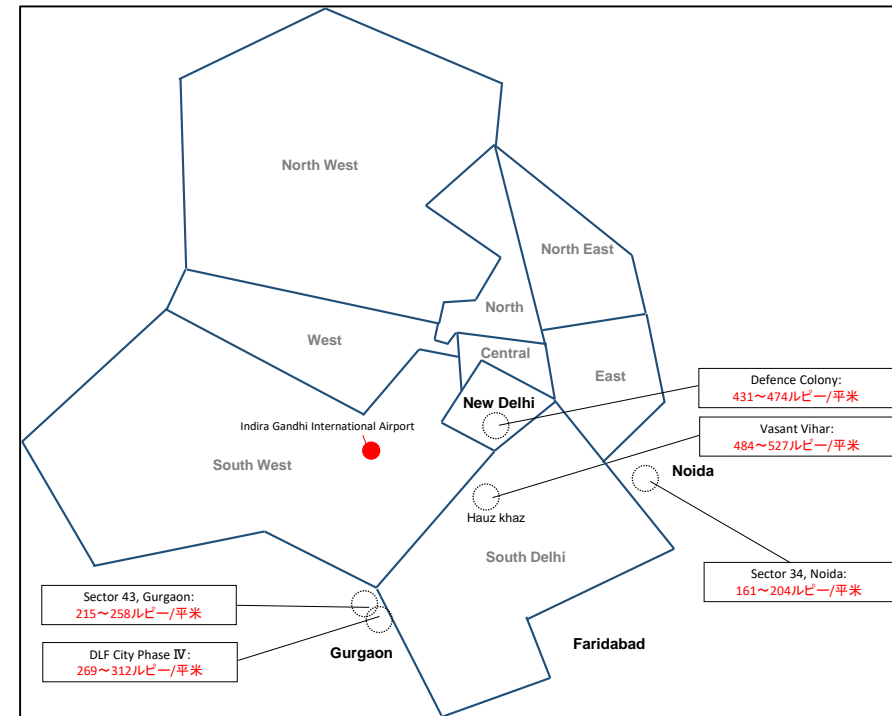 North West
North East
North
West
Central
East
Defence Colony:
431～474ルピー/平米
New Delhi
Indira Gandhi International Airport
Vasant Vihar:
484～527ルピー/平米
South West
Noida
Hauz khaz
South Delhi
Sector 34, Noida:
161～204ルピー/平米
Sector 43, Gurgaon:
215～258ルピー/平米
Faridabad
Gurgaon
DLF City Phase Ⅳ:
269～312ルピー/平米